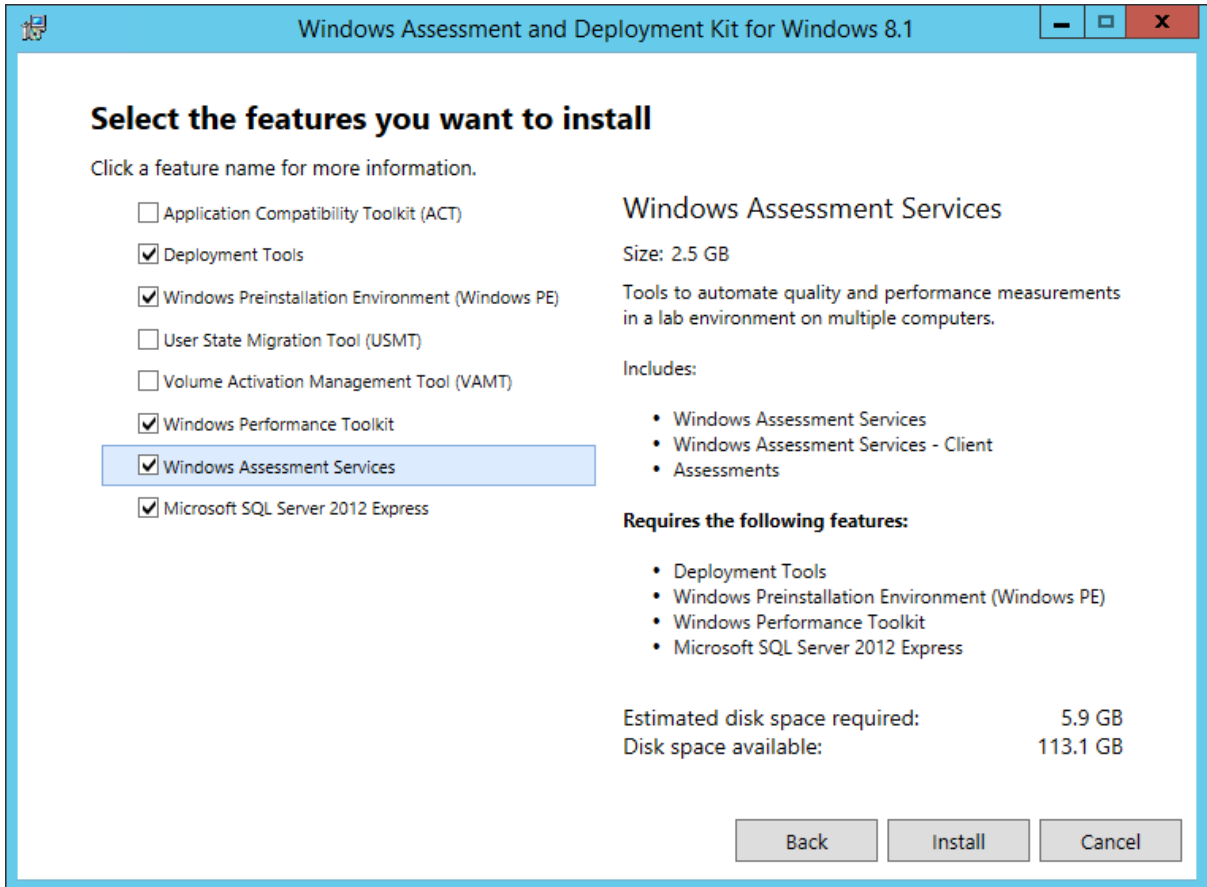 Windows Assessment and Deployment Kit for Windows 8.1
Select the features you want to install
Click a feature name for more information.
Application Compatibility Toolkit (ACT)
Deployment Tools
Windows Preinstallation Environment (Windows PE)
User State Migration Tool (USMT)
Volume Activation Management Tool (VAMT)
Windows Performance Toolkit
Windows Assessment Services
Microsoft SQL Server 2012 Express
Windows Assessment Services
Size: 2.5 GB
Tools to automate quality and performance measurements
in a lab environment on multiple computers.
Includes:
• Windows Assessment Services
• Windows Assessment Services - Client
• Assessments
Requires the following features:
• Deployment Tools
• Windows Preinstallation Environment (Windows PE)
• Windows Performance Toolkit
• Microsoft SQL Server 2012 Express
Estimated disk space required: 5.9 GB
Disk space available: 113.1 GB
Back Install Cancel